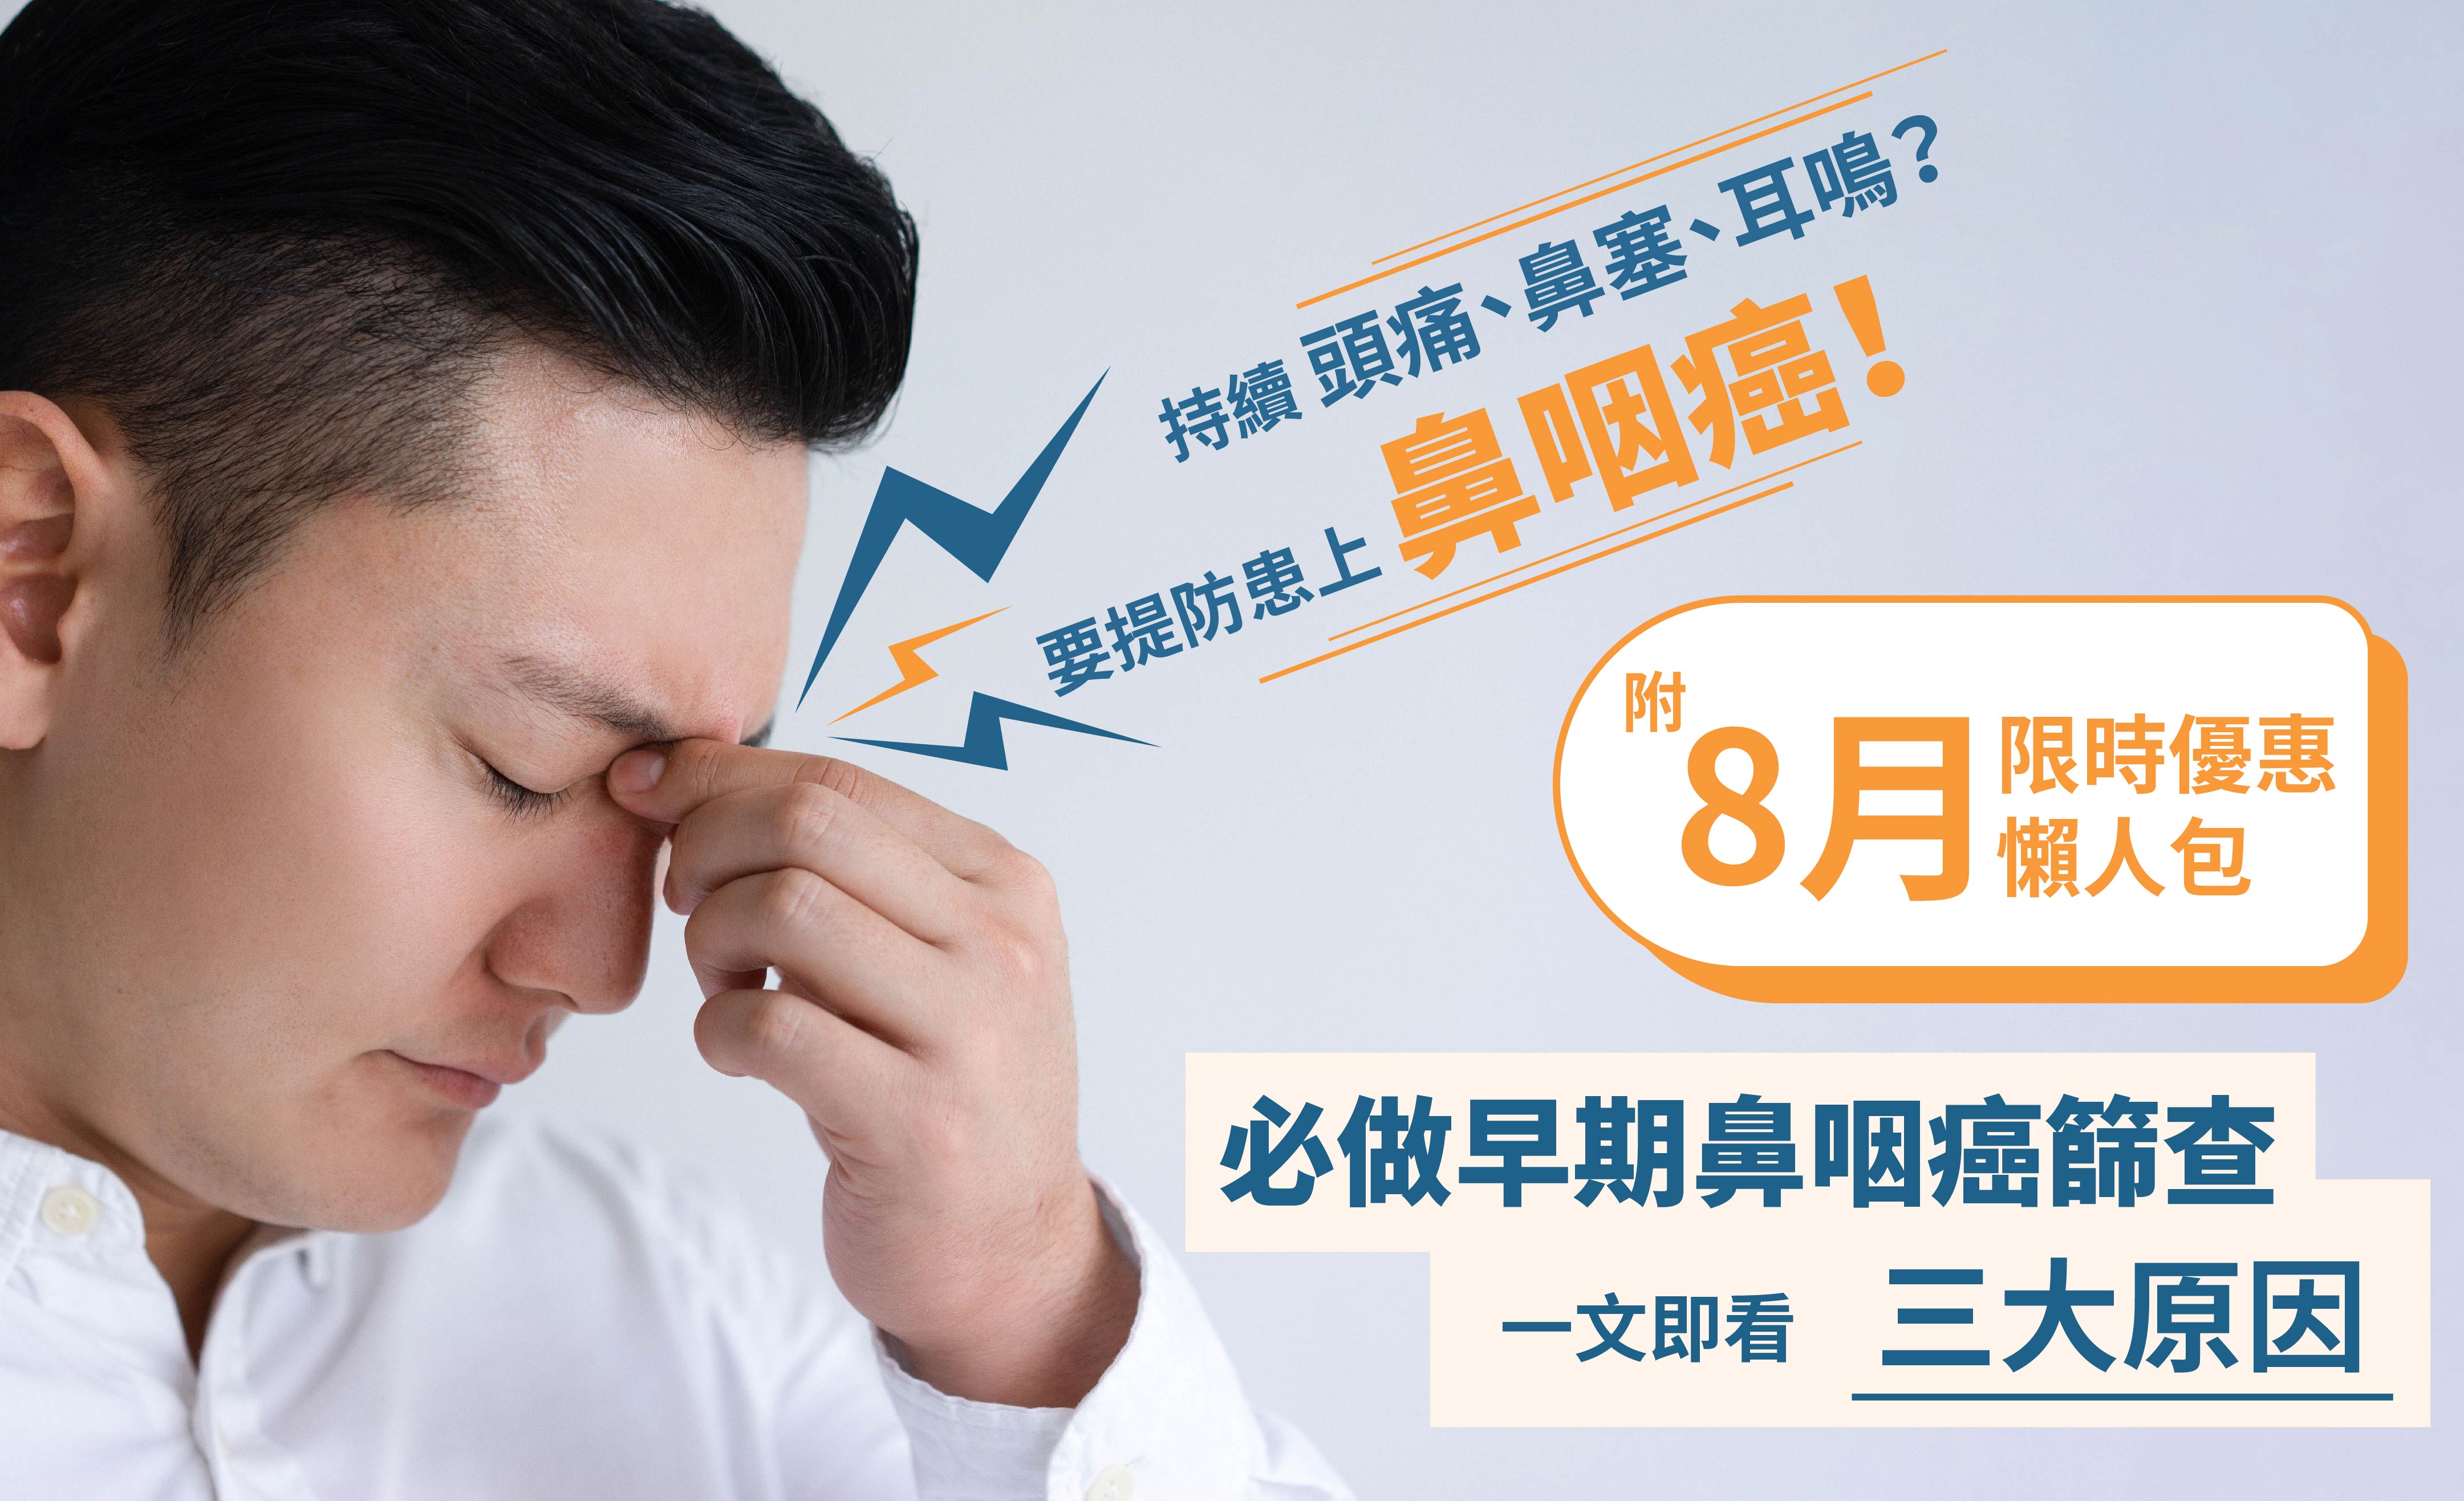 持續 頭痛、鼻塞、耳鳴？
要提防患上 鼻咽癌！
附
8月 限時優惠
懶人包
必做早期鼻咽癌篩查
一文即看 三大原因